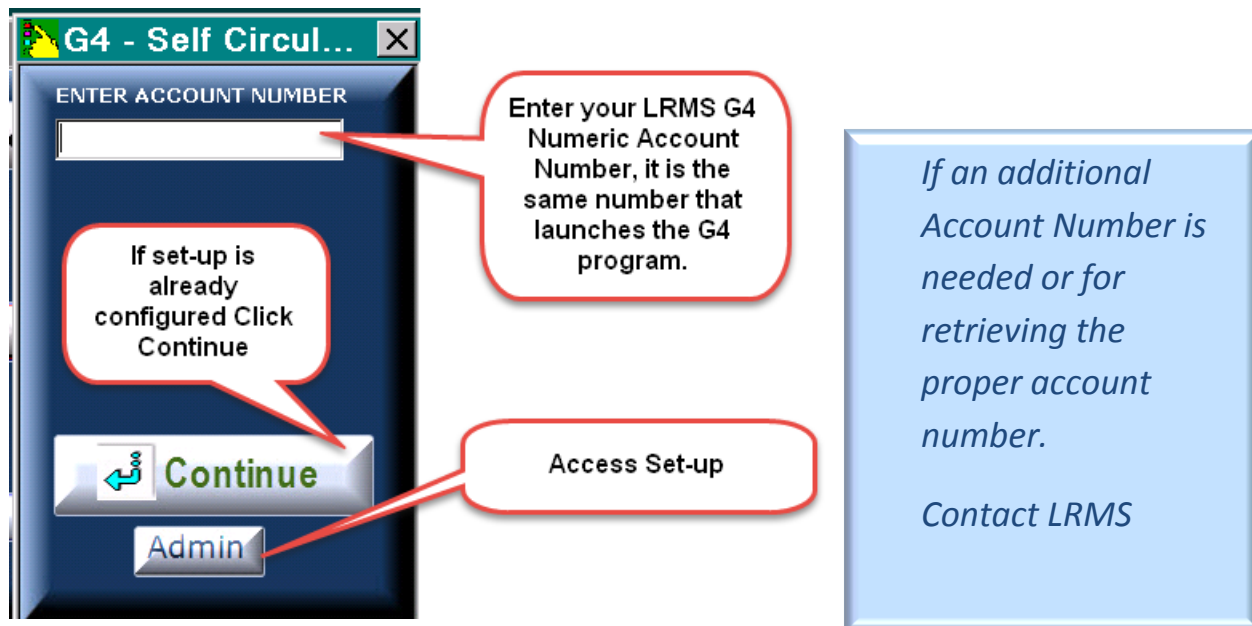 G4 - Self Circul...
ENTER ACCOUNT NUMBER
Enter your LRMS G4
Numeric Account
Number, it is the
same number that
launches the G4
program.
If set-up is
already
configured Click
Continue
Continue
Access Set-up
Admin
If an additional
Account Number is
needed or for
retrieving the
proper account
number.
Contact LRMS